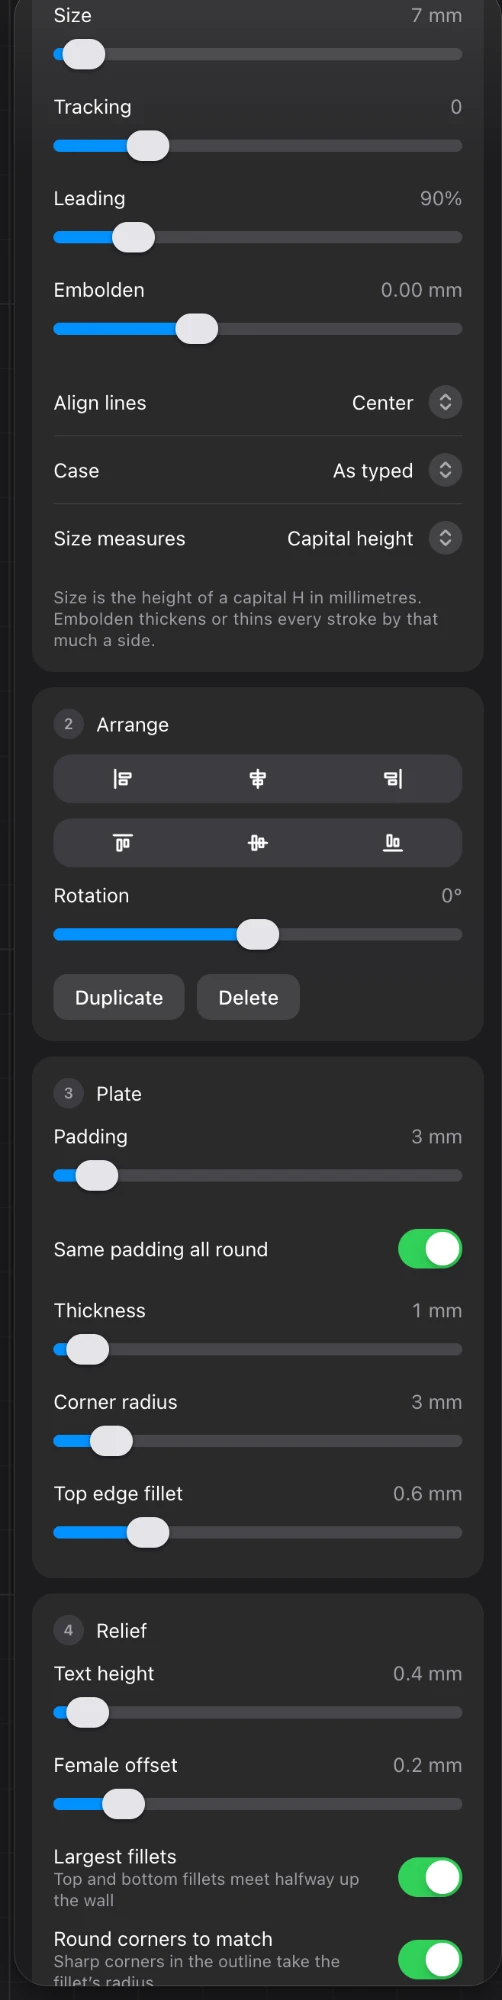 Size 7 mm
Tracking 0
Leading 90%
Embolden 0.00 mm
Align lines Center
Case As typed
Size measures Capital height
Size is the height of a capital H in millimetres.
Embolden thickens or thins every stroke by that
much a side.
2 Arrange
Rotation 0°
Duplicate Delete
3 Plate
Padding 3 mm
Same padding all round
Thickness 1 mm
Corner radius 3 mm
Top edge fillet 0.6 mm
4 Relief
Text height 0.4 mm
Female offset 0.2 mm
Largest fillets
Top and bottom fillets meet halfway up
the wall
Round corners to match
Sharp corners in the outline take the
fillet's radius